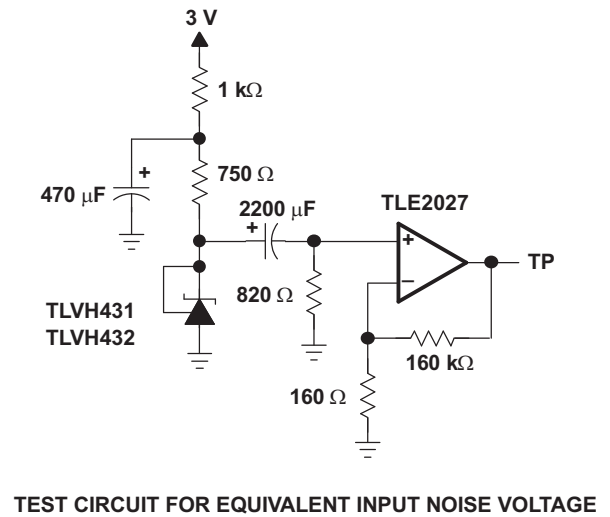 3 V
1 kΩ
+
470 μF
750 Ω
2200 μF
+
TLE2027
+
−
TP
820 Ω
TLVH431
TLVH432
160 kΩ
160 Ω
TEST CIRCUIT FOR EQUIVALENT INPUT NOISE VOLTAGE